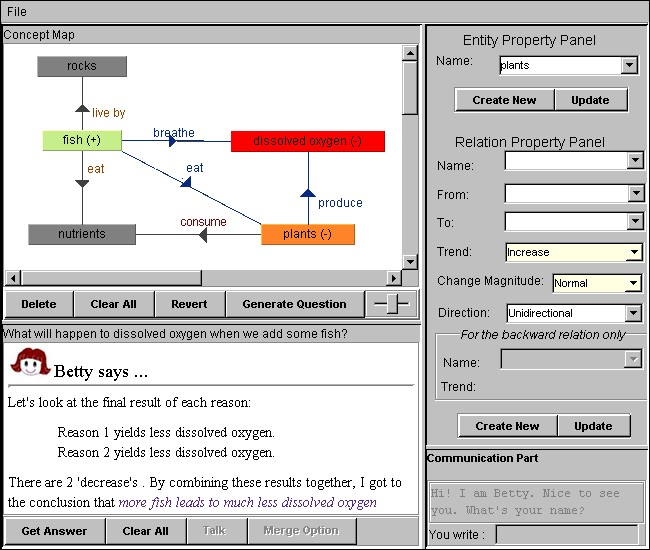 File
Concept Map
rocks
live by
fish (+)
breathe
dissolved oxygen (-)
eat
eat
produce
consume
nutrients
plants (-)
Delete
Clear All
Revert
Generate Question
What will happen to dissolved oxygen when we add some fish?
Betty says ...
Let's look at the final result of each reason:
Reason 1 yields less dissolved oxygen.
Reason 2 yields less dissolved oxygen.
There are 2 'decrease's . By combining these results together, I got to
the conclusion that more fish leads to much less dissolved oxygen
Get Answer
Clear All
Talk
Merge Option
Entity Property Panel
Name: plants
Create New
Update
Relation Property Panel
Name:
From:
To:
Trend: Increase
Change Magnitude: Normal
Direction: Unidirectional
For the backward relation only
Name:
Trend:
Create New
Update
Communication Part
Hi! I am Betty. Nice to see
you. What's your name?
You write :